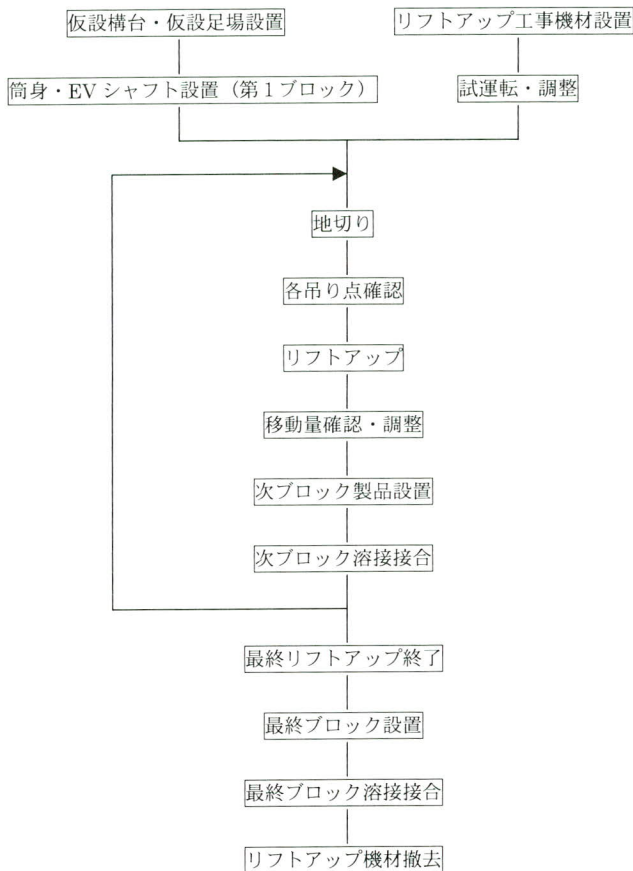 仮設構台・仮設足場設置
リフトアップ工事機材設置
筒身・EVシャフト設置（第1ブロック）
試運転・調整
地切り
各吊り点確認
リフトアップ
移動量確認・調整
次ブロック製品設置
次ブロック溶接接合
最終リフトアップ終了
最終ブロック設置
最終ブロック溶接接合
リフトアップ機材撤去